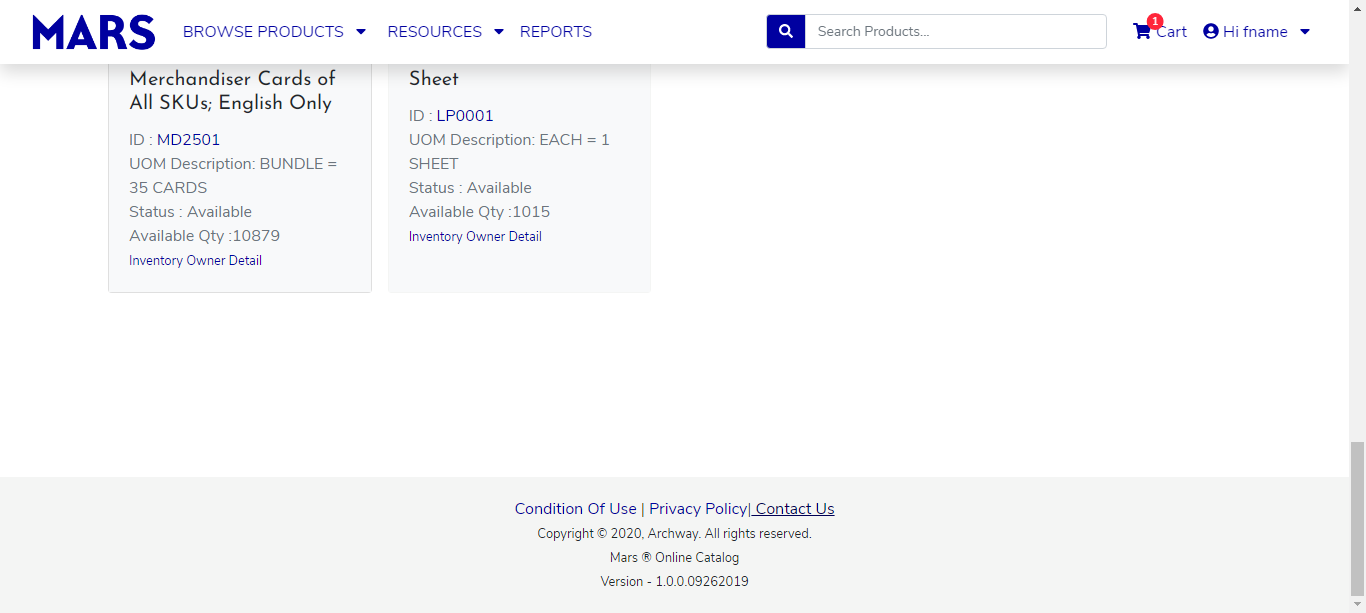 MARS
BROWSE PRODUCTS
RESOURCES
REPORTS
Search Products...
1
Cart
Hi fname
Merchandiser Cards of
All SKUs; English Only
ID : MD2501
UOM Description: BUNDLE =
35 CARDS
Status : Available
Available Qty :10879
Inventory Owner Detail
Sheet
ID : LP0001
UOM Description: EACH = 1
SHEET
Status : Available
Available Qty :1015
Inventory Owner Detail
Condition Of Use | Privacy Policy| Contact Us
Copyright © 2020, Archway. All rights reserved.
Mars ® Online Catalog
Version - 1.0.0.09262019